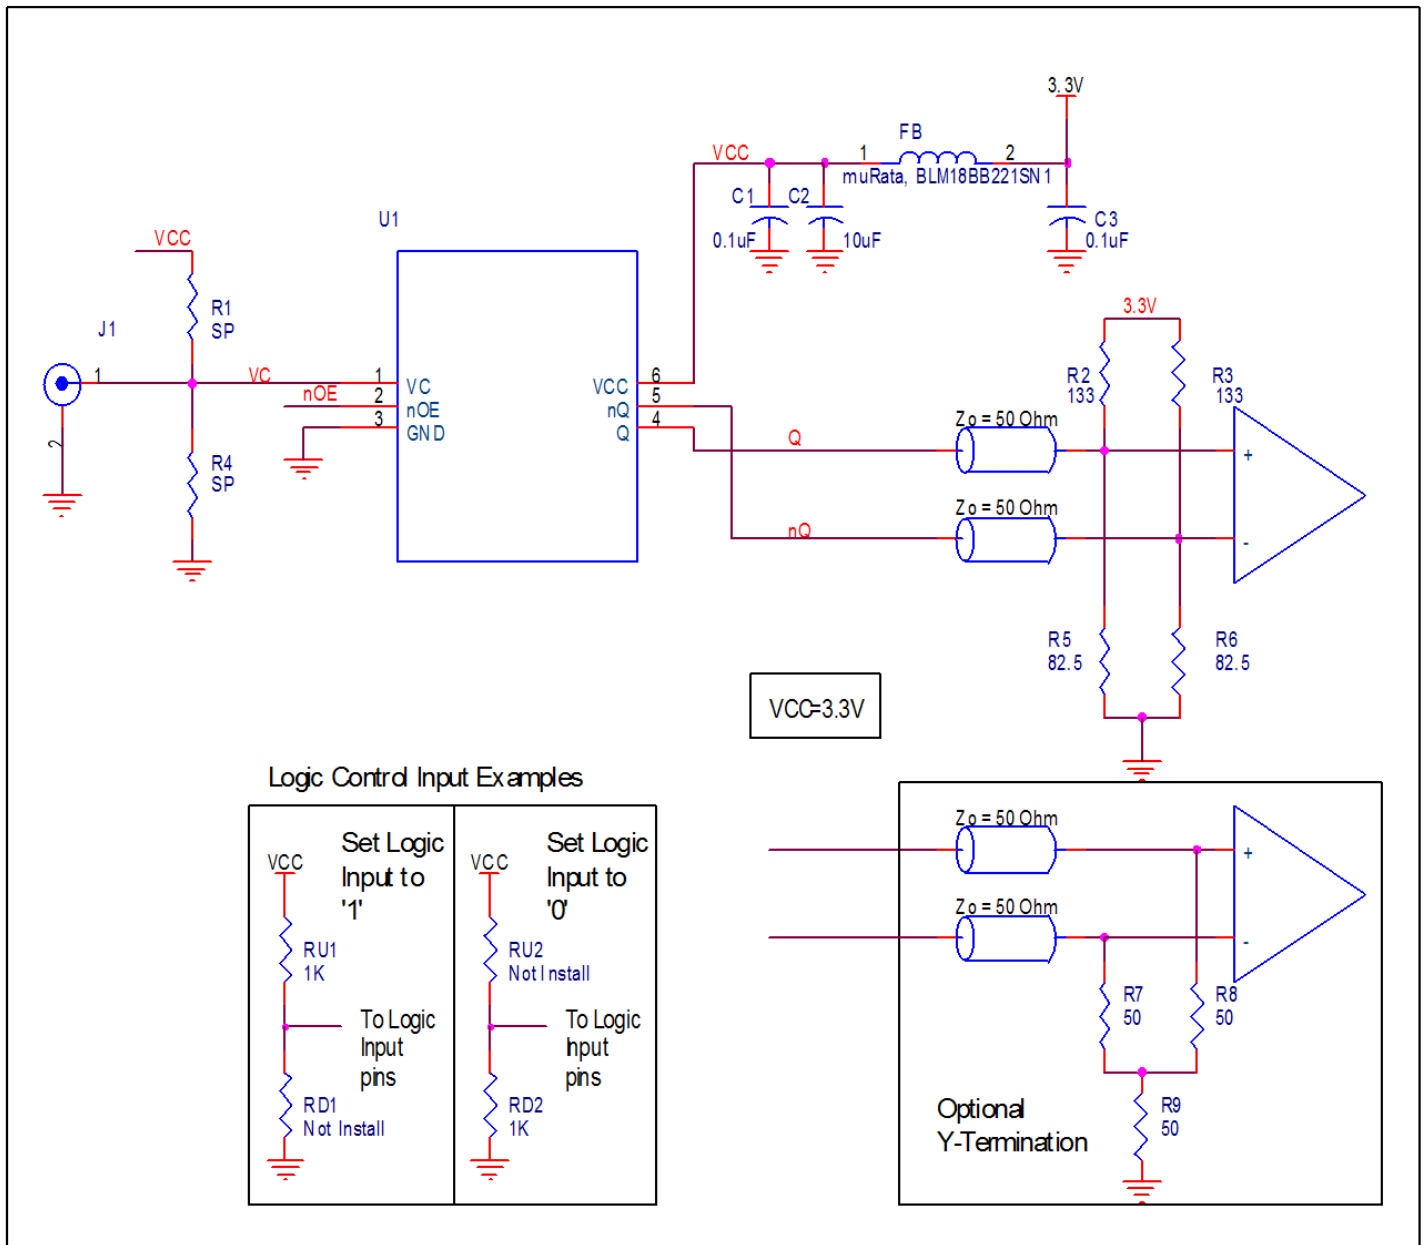 3.3V
FB
VCC
1
2
muRata, BLM18BB221SN1
C1
C2
C3
0.1uF
10uF
0.1uF
U1
VCC
R1
SP
J1
1
VC
1
VC
nOE
2
nOE
3
GND
2
R4
SP
VCC
6
nQ
5
Q
4
3.3V
R2
133
R3
133
Zo = 50 Ohm
Q
+
Zo = 50 Ohm
nQ
-
R5
82.5
R6
82.5
VCC=3.3V
Logic Control Input Examples
Set Logic
Input to
'1'
VCC
RU1
1K
To Logic
Input
pins
RD1
Not Install
Set Logic
Input to
'0'
VCC
RU2
Not Install
To Logic
Input
pins
RD2
1K
Zo = 50 Ohm
+
Zo = 50 Ohm
-
R7
50
R8
50
R9
50
Optional
Y-Termination